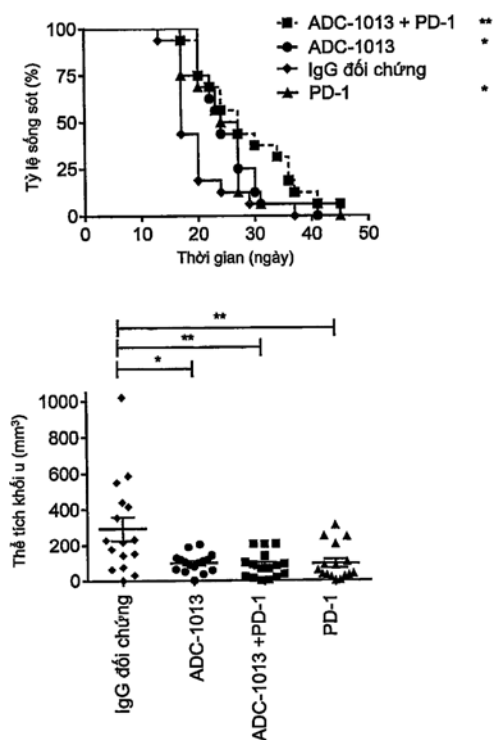 ADC-1013 + PD-1 **
ADC-1013 *
IgG đối chứng
PD-1 *
Tỷ lệ sống sót (%)
100
75
50
25
0 10 20 30 40 50
Thời gian (ngày)
**
**
*
Thể tích khối u (mm³)
1000
800
600
400
200
0
IgG đối chứng
ADC-1013
ADC-1013 +PD-1
PD-1